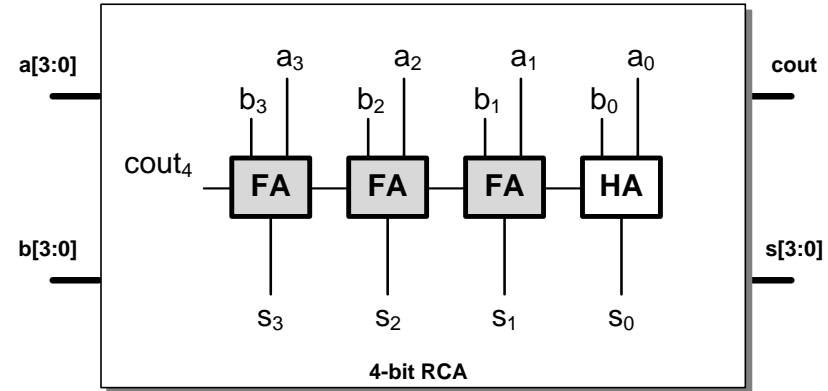 a[3:0]
a₃ a₂ a₁ a₀
cout
b₃ b₂ b₁ b₀
cout₄
FA FA FA HA
b[3:0]
s[3:0]
s₃ s₂ s₁ s₀
4-bit RCA